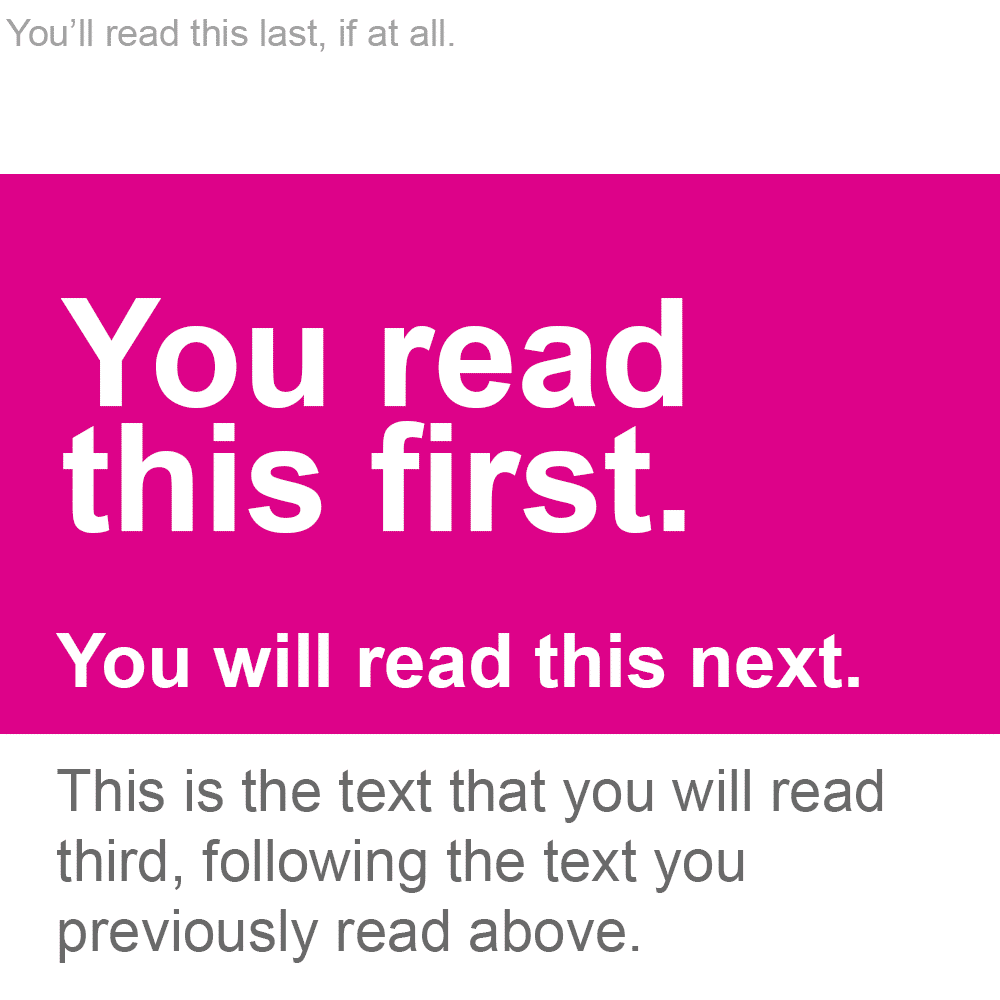 You’ll read this last, if at all.
You read
this first.
You will read this next.
This is the text that you will read
third, following the text you
previously read above.